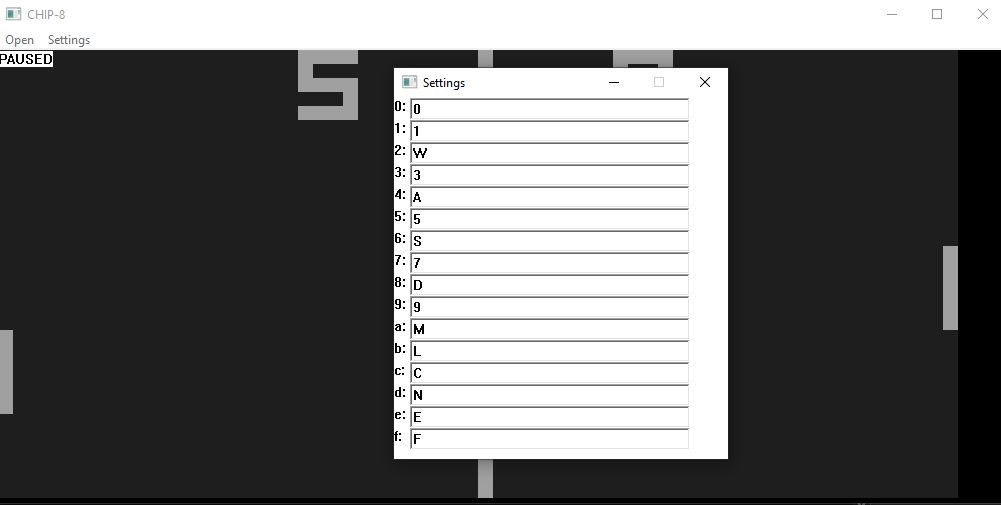 CHIP-8
Open Settings
PAUSED
5
Settings
0: 0
1: 1
2: W
3: 3
4: A
5: 5
6: S
7: 7
8: D
9: 9
a: M
b: L
c: C
d: N
e: E
f: F